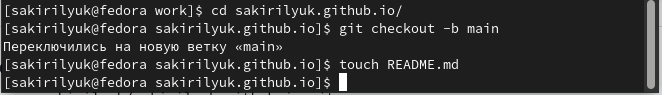 [sakirilyuk@fedora work]$ cd sakirilyuk.github.io/
[sakirilyuk@fedora sakirilyuk.github.io]$ git checkout -b main
Переключились на новую ветку «main»
[sakirilyuk@fedora sakirilyuk.github.io]$ touch README.md
[sakirilyuk@fedora sakirilyuk.github.io]$